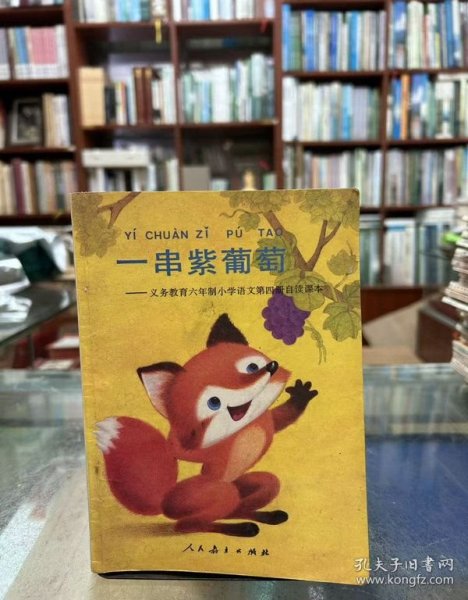 YÍ CHUÀN ZǏ PÚ TAO
一串紫葡萄
——义务教育六年制小学语文第四册自读课本
人民教育出版社
孔夫子旧书网
www.kongfz.com